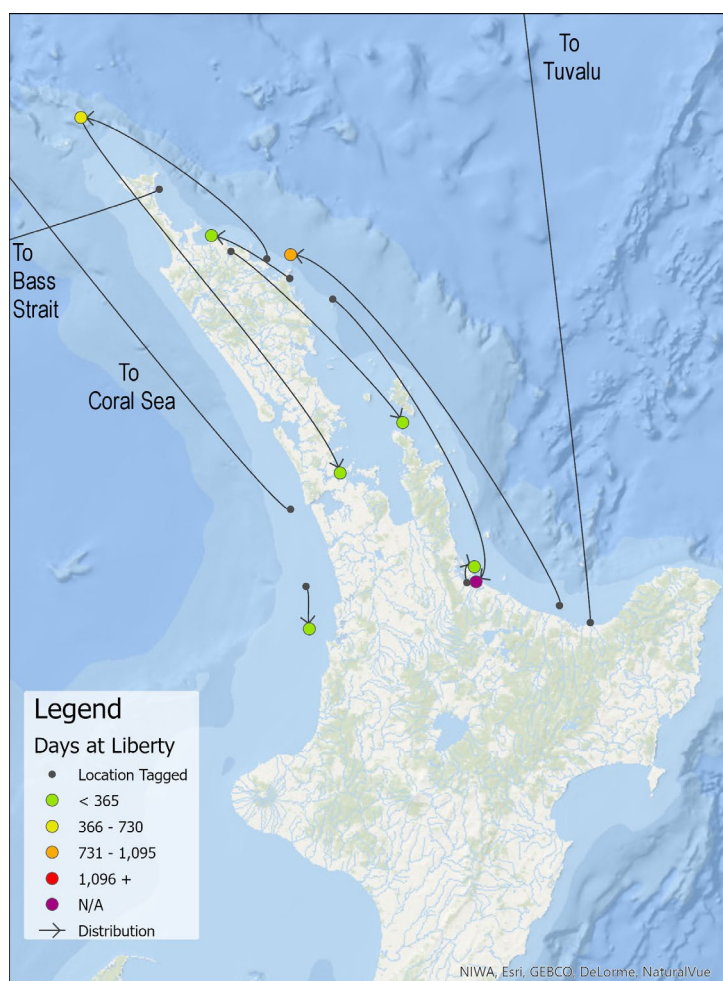 To
Tuvalu
To
Bass
Strait
To
Coral Sea
Legend
Days at Liberty
Location Tagged
< 365
366 - 730
731 - 1,095
1,096 +
N/A
Distribution
NIWA, Esri, GEBCO, DeLorme, NaturalVue